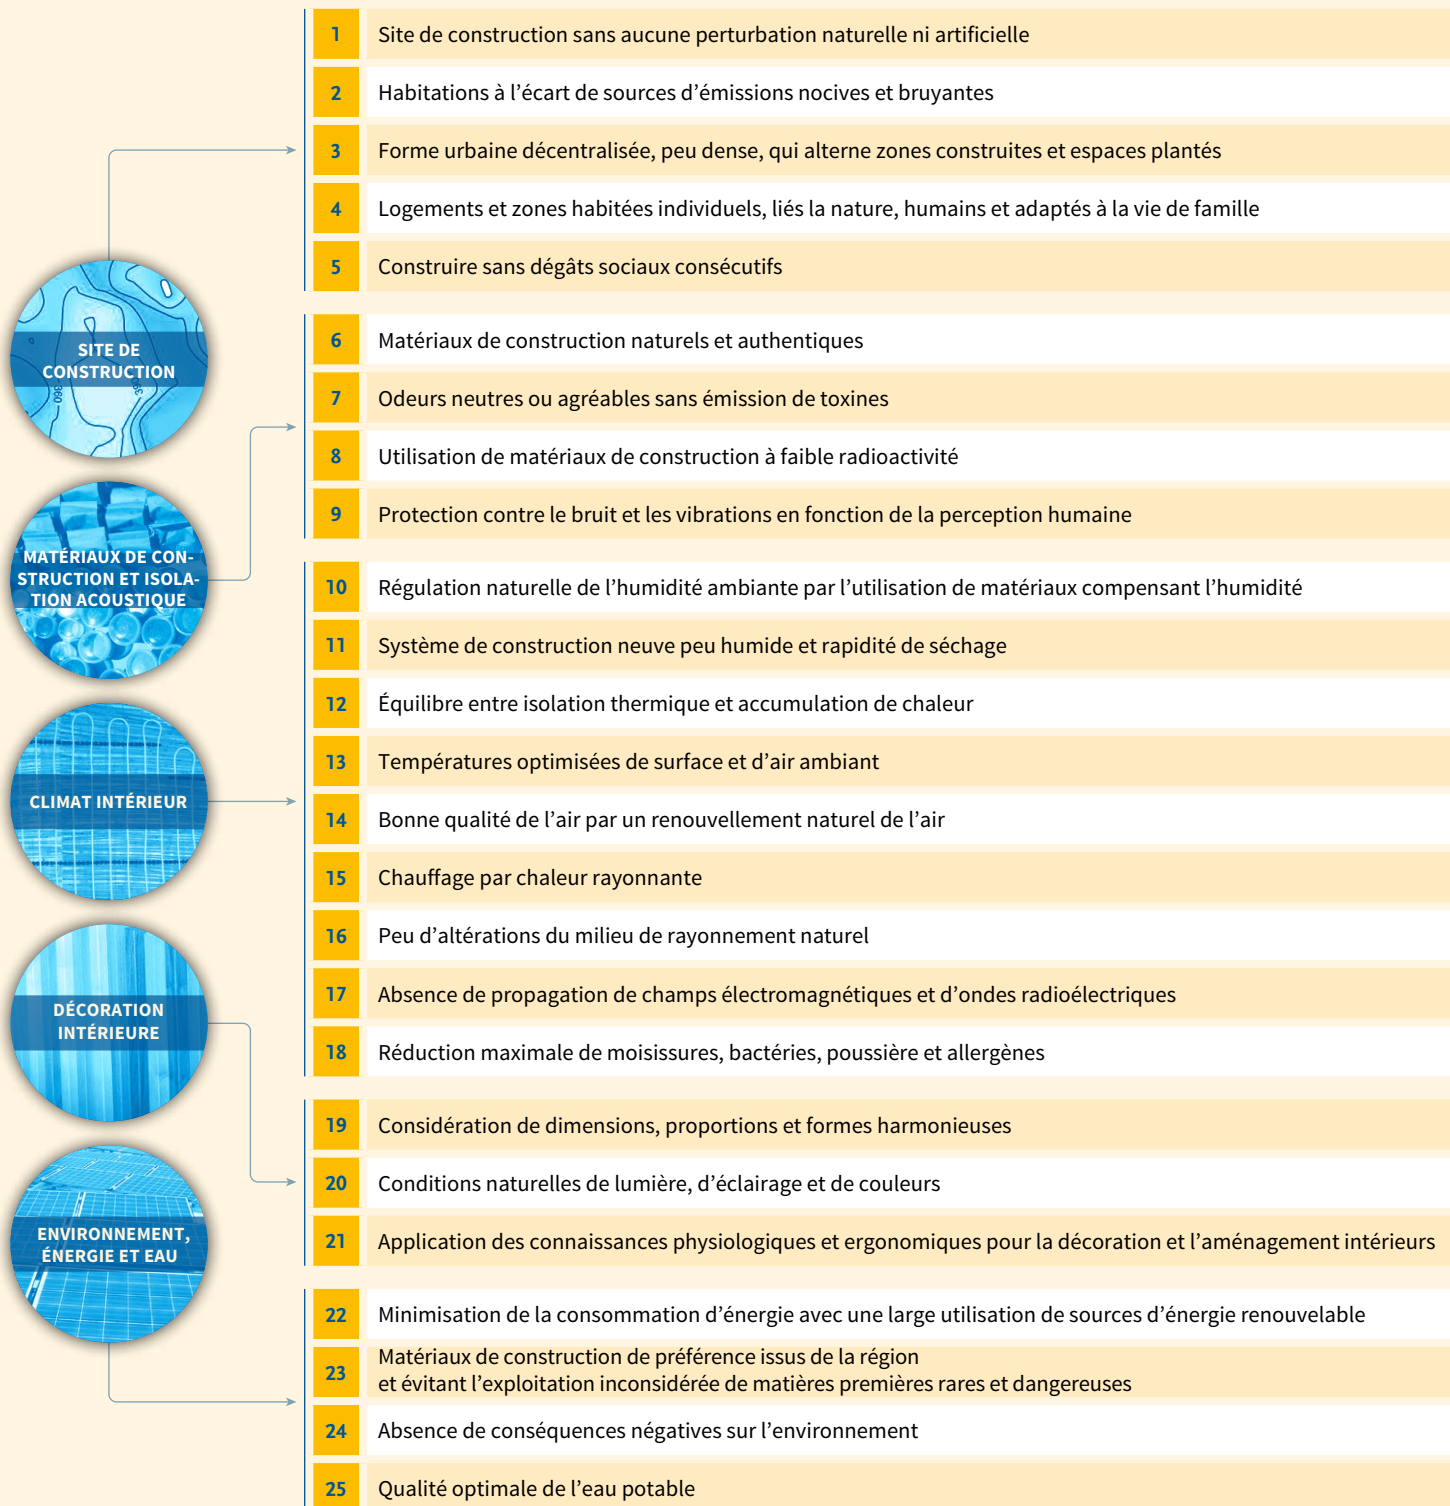 1 Site de construction sans aucune perturbation naturelle ni artificielle
2 Habitations à l’écart de sources d’émissions nocives et bruyantes
3 Forme urbaine décentralisée, peu dense, qui alterne zones construites et espaces plantés
4 Logements et zones habitées individuels, liés la nature, humains et adaptés à la vie de famille
5 Construire sans dégâts sociaux consécutifs
SITE DE
CONSTRUCTION
360
360
6 Matériaux de construction naturels et authentiques
7 Odeurs neutres ou agréables sans émission de toxines
8 Utilisation de matériaux de construction à faible radioactivité
9 Protection contre le bruit et les vibrations en fonction de la perception humaine
MATÉRIAUX DE CON-
STRUCTION ET ISOLA-
TION ACOUSTIQUE
10 Régulation naturelle de l’humidité ambiante par l’utilisation de matériaux compensant l’humidité
11 Système de construction neuve peu humide et rapidité de séchage
12 Équilibre entre isolation thermique et accumulation de chaleur
13 Températures optimisées de surface et d’air ambiant
14 Bonne qualité de l’air par un renouvellement naturel de l’air
15 Chauffage par chaleur rayonnante
16 Peu d’altérations du milieu de rayonnement naturel
17 Absence de propagation de champs électromagnétiques et d’ondes radioélectriques
18 Réduction maximale de moisissures, bactéries, poussière et allergènes
CLIMAT INTÉRIEUR
DÉCORATION
INTÉRIEURE
19 Considération de dimensions, proportions et formes harmonieuses
20 Conditions naturelles de lumière, d’éclairage et de couleurs
21 Application des connaissances physiologiques et ergonomiques pour la décoration et l’aménagement intérieurs
ENVIRONNEMENT,
ÉNERGIE ET EAU
22 Minimisation de la consommation d’énergie avec une large utilisation de sources d’énergie renouvelable
23 Matériaux de construction de préférence issus de la région
et évitant l’exploitation inconsidérée de matières premières rares et dangereuses
24 Absence de conséquences négatives sur l’environnement
25 Qualité optimale de l’eau potable